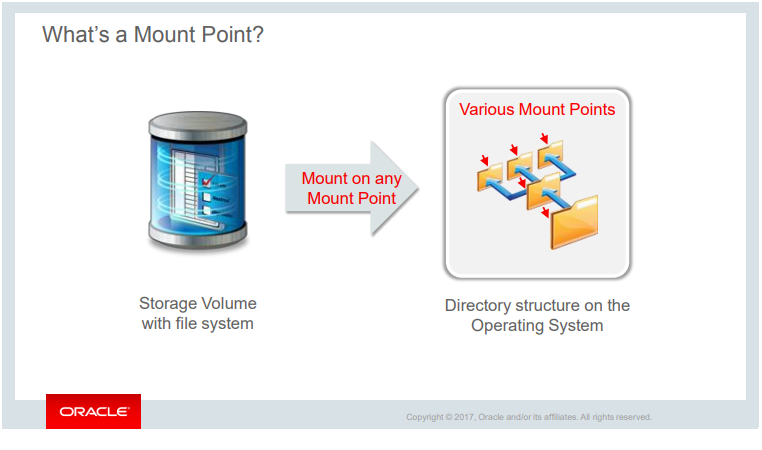 What's a Mount Point?
Various Mount Points
Mount on any
Mount Point
Storage Volume
with file system
Directory structure on the
Operating System
ORACLE
Copyright © 2017, Oracle and/or its affiliates. All rights reserved.